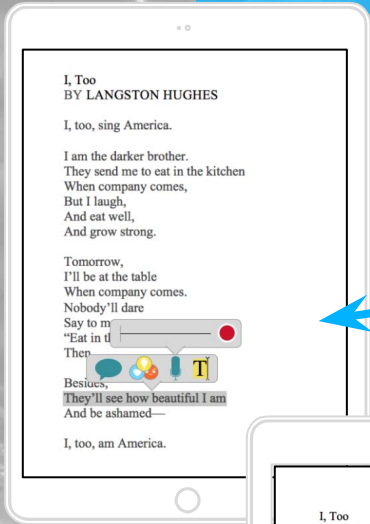 I, Too
BY LANGSTON HUGHES
I, too, sing America.
I am the darker brother.
They send me to eat in the kitchen
When company comes,
But I laugh,
And eat well,
And grow strong.
Tomorrow,
I'll be at the table
When company comes.
Nobody'll dare
Say to m
"Eat in th
Then
T
Besides,
They'll see how beautiful I am
And be ashamed—
I, too, am America.
I, Too